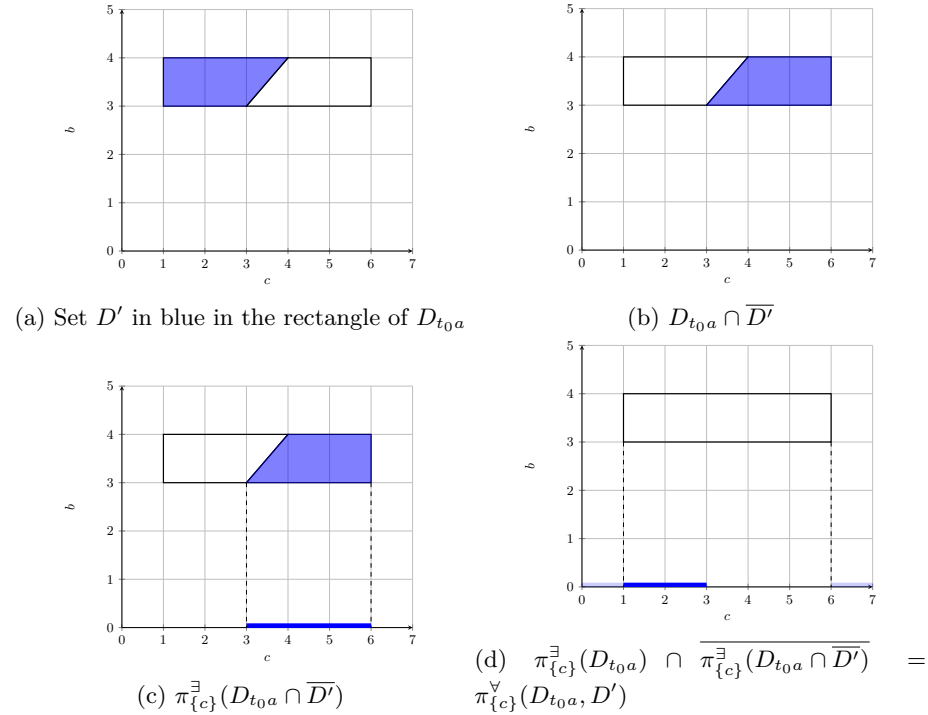 5
4
3
2
1
0
0 1 2 3 4 5 6 7
b
c
(a) Set D′ in blue in the rectangle of D_{t_0a}
5
4
3
2
1
0
0 1 2 3 4 5 6 7
b
c
(b) D_{t_0a} ∩ \overline{D′}
5
4
3
2
1
0
0 1 2 3 4 5 6 7
b
c
(c) π^∃_{{c}}(D_{t_0a} ∩ \overline{D′})
5
4
3
2
1
0
0 1 2 3 4 5 6 7
b
c
(d) π^∃_{{c}}(D_{t_0a}) ∩ \overline{π^∃_{{c}}(D_{t_0a} ∩ \overline{D′})} =
π^∀_{{c}}(D_{t_0a}, D′)